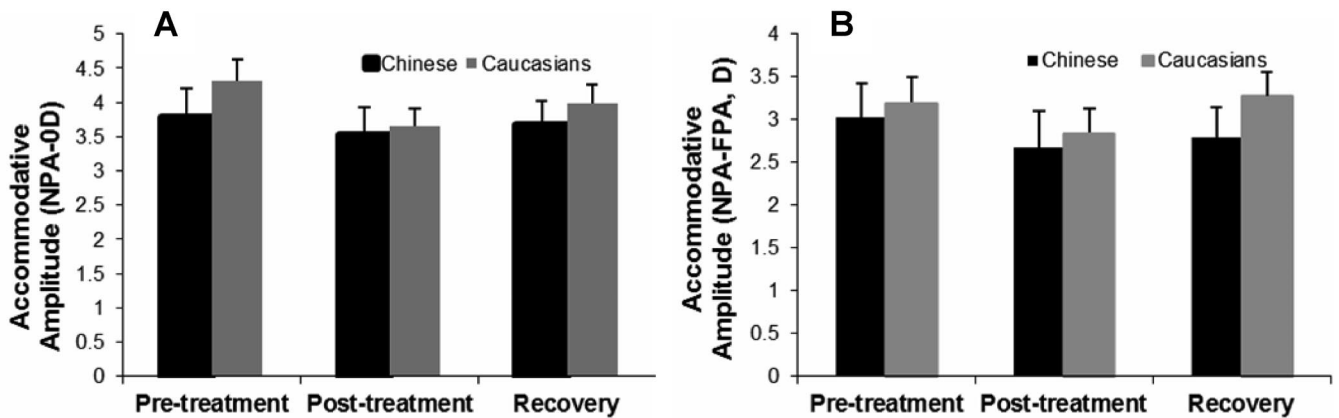 A
Accommodative
Amplitude (NPA-0D)
5
4.5
4
3.5
3
2.5
2
1.5
1
0.5
0
Chinese Caucasians
Pre-treatment Post-treatment Recovery
B
Accommodative
Amplitude (NPA-FPA, D)
4
3.5
3
2.5
2
1.5
1
0.5
0
Chinese Caucasians
Pre-treatment Post-treatment Recovery